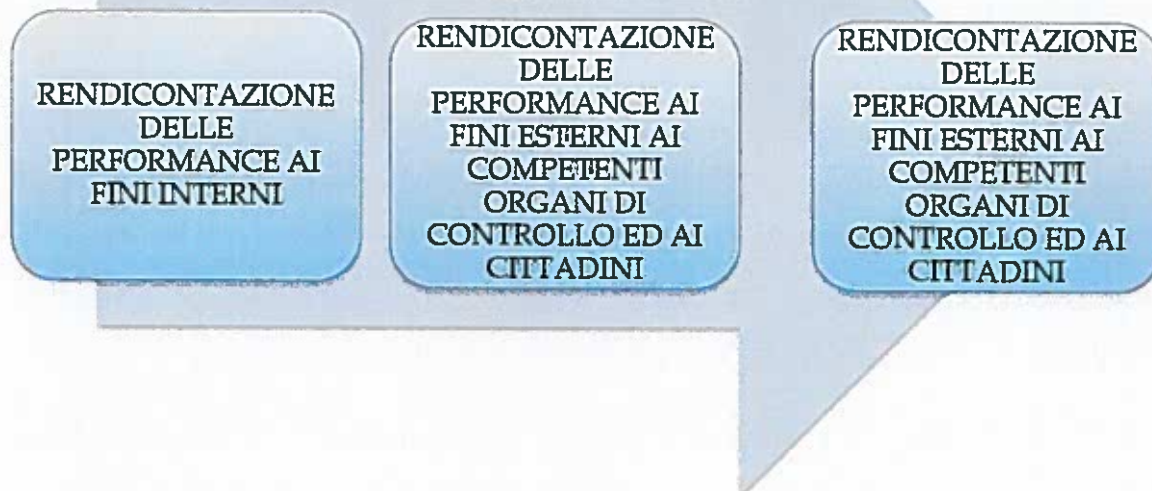 RENDICONTAZIONE
DELLE
PERFORMANCE AI
FINI INTERNI
RENDICONTAZIONE
DELLE
PERFORMANCE AI
FINI ESTERNI AI
COMPETENTI
ORGANI DI
CONTROLLO ED AI
CITTADINI
RENDICONTAZIONE
DELLE
PERFORMANCE AI
FINI ESTERNI AI
COMPETENTI
ORGANI DI
CONTROLLO ED AI
CITTADINI